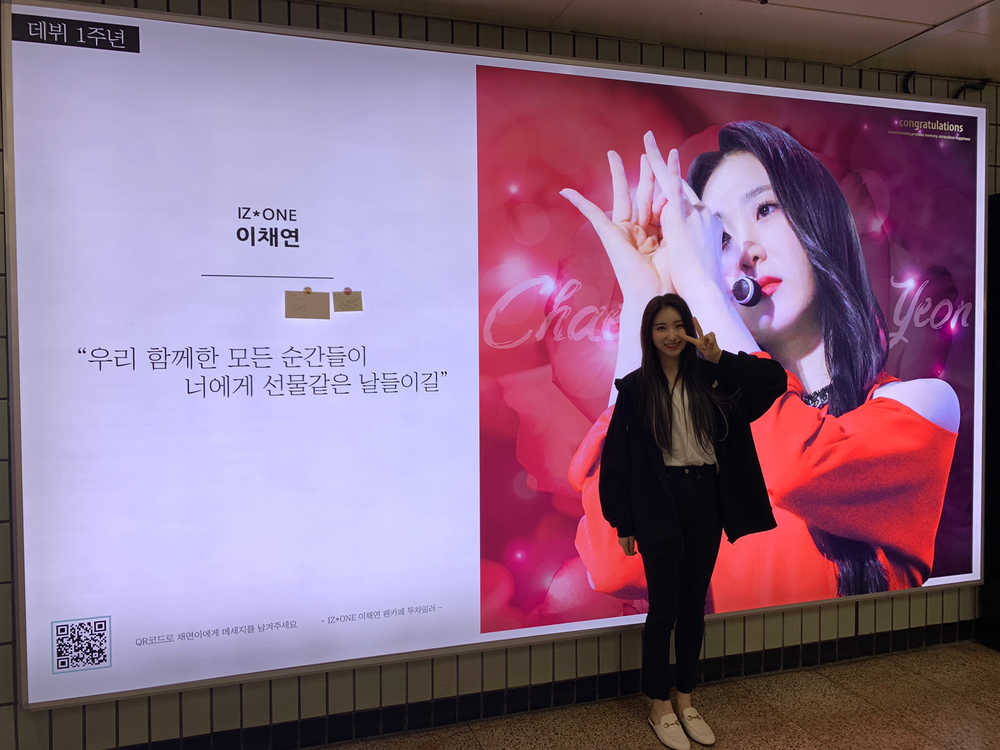 데뷔 1주년
IZ*ONE
이채연
“우리 함께한 모든 순간들이
너에게 선물같은 날들이길”
QR코드로 채연이에게 메세지를 남겨주세요
- IZ*ONE 이채연 팬카페 투자일러 -
congratulations
Chae
Yeon